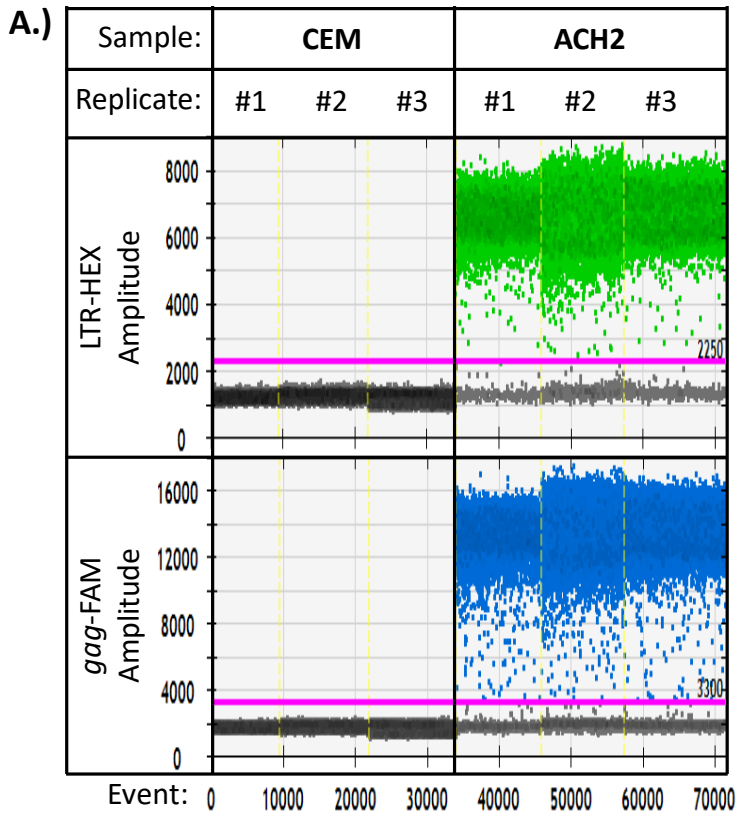 A.)
Sample: CEM ACH2
Replicate: #1 #2 #3 #1 #2 #3
LTR-HEX
Amplitude
8000
6000
4000
2000
0
2250
gag-FAM
Amplitude
16000
12000
8000
4000
0
3300
Event: 0 10000 20000 30000 40000 50000 60000 70000